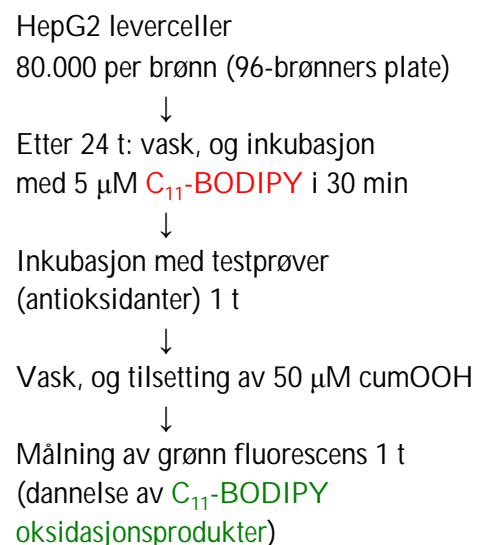 HepG2 leverceller
80.000 per brønn (96-brønners plate)
↓
Etter 24 t: vask, og inkubasjon
med 5 μM C₁₁-BODIPY i 30 min
↓
Inkubasjon med testprøver
(antioksidanter) 1 t
↓
Vask, og tilsetting av 50 μM cumOOH
↓
Målning av grønn fluorescens 1 t
(dannelse av C₁₁-BODIPY
oksidasjonsprodukter)